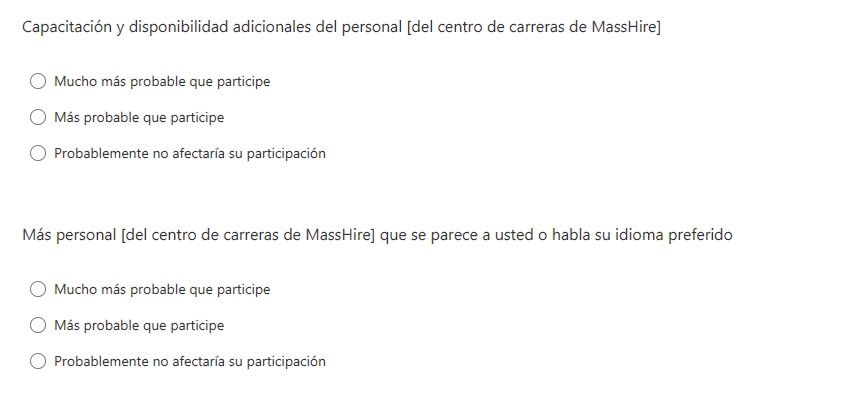 Capacitación y disponibilidad adicionales del personal [del centro de carreras de MassHire]
Mucho más probable que participe
Más probable que participe
Probablemente no afectaría su participación
Más personal [del centro de carreras de MassHire] que se parece a usted o habla su idioma preferido
Mucho más probable que participe
Más probable que participe
Probablemente no afectaría su participación